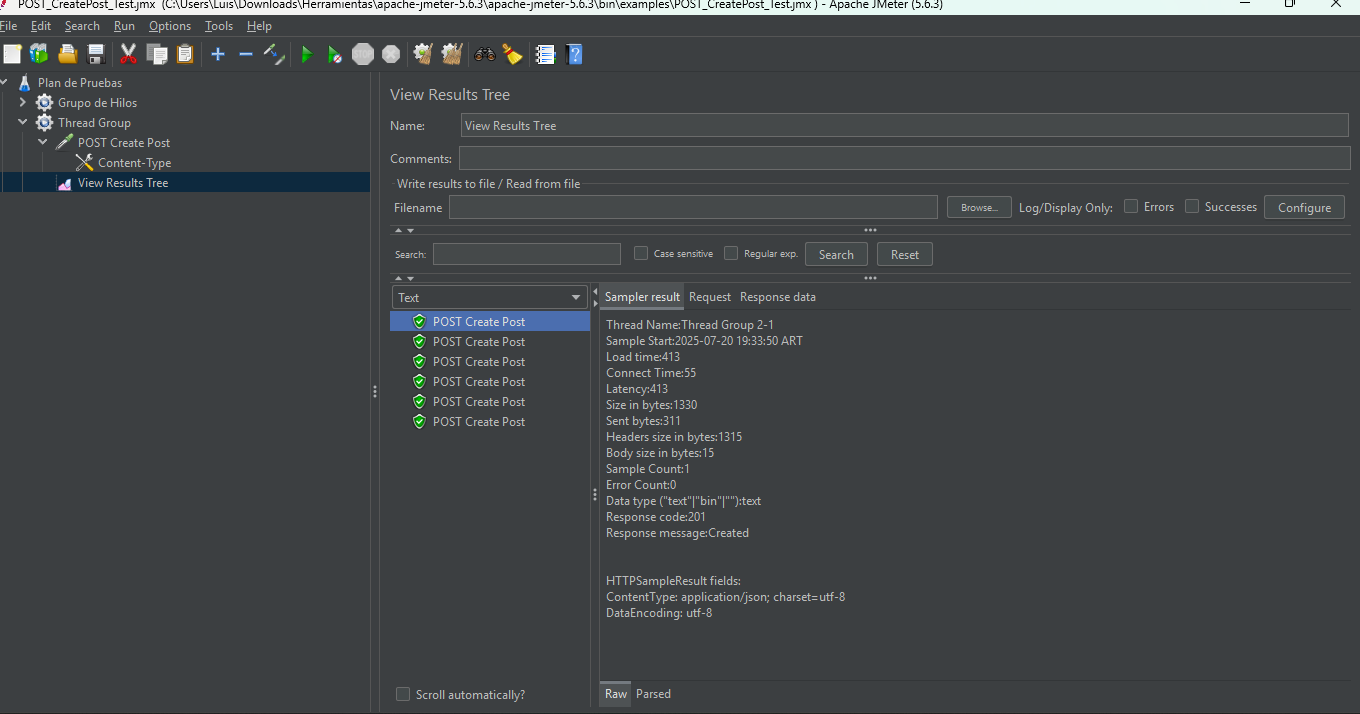 POST_CreatePost_Test.jmx (C:\Users\Luis\Downloads\Herramientas\apache-jmeter-5.6.3\apache-jmeter-5.6.3\bin\examples\POST_CreatePost_Test.jmx ) - Apache JMeter (5.6.3)
File Edit Search Run Options Tools Help
STOP
Plan de Pruebas
Grupo de Hilos
Thread Group
POST Create Post
Content-Type
View Results Tree
View Results Tree
Name: View Results Tree
Comments:
Write results to file / Read from file
Filename Browse... Log/Display Only: Errors Successes Configure
Search: Case sensitive Regular exp. Search Reset
Text
POST Create Post
POST Create Post
POST Create Post
POST Create Post
POST Create Post
POST Create Post
Scroll automatically?
Sampler result Request Response data
Thread Name:Thread Group 2-1
Sample Start:2025-07-20 19:33:50 ART
Load time:413
Connect Time:55
Latency:413
Size in bytes:1330
Sent bytes:311
Headers size in bytes:1315
Body size in bytes:15
Sample Count:1
Error Count:0
Data type ("text"|"bin"|""):text
Response code:201
Response message:Created
HTTPSampleResult fields:
ContentType: application/json; charset=utf-8
DataEncoding: utf-8
Raw Parsed